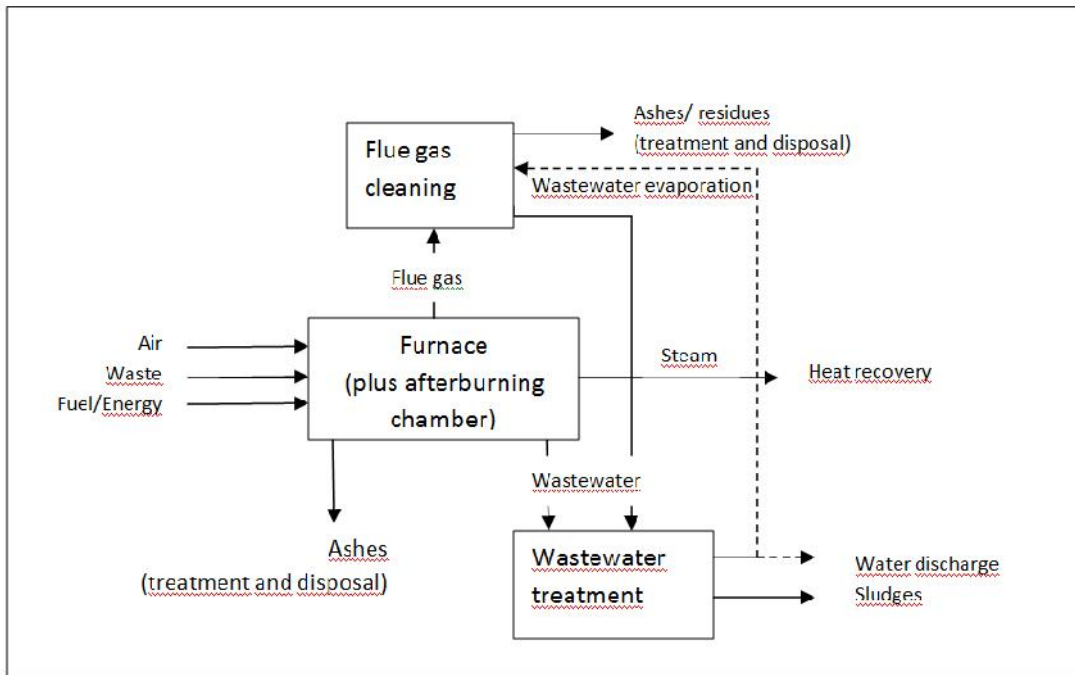 Ashes/ residues
(treatment and disposal)
Flue gas
cleaning
Wastewater evaporation
Flue gas
Air
Waste
Fuel/Energy
Furnace
(plus afterburning
chamber)
Steam
Heat recovery
Wastewater
Ashes
(treatment and disposal)
Wastewater
treatment
Water discharge
Sludges